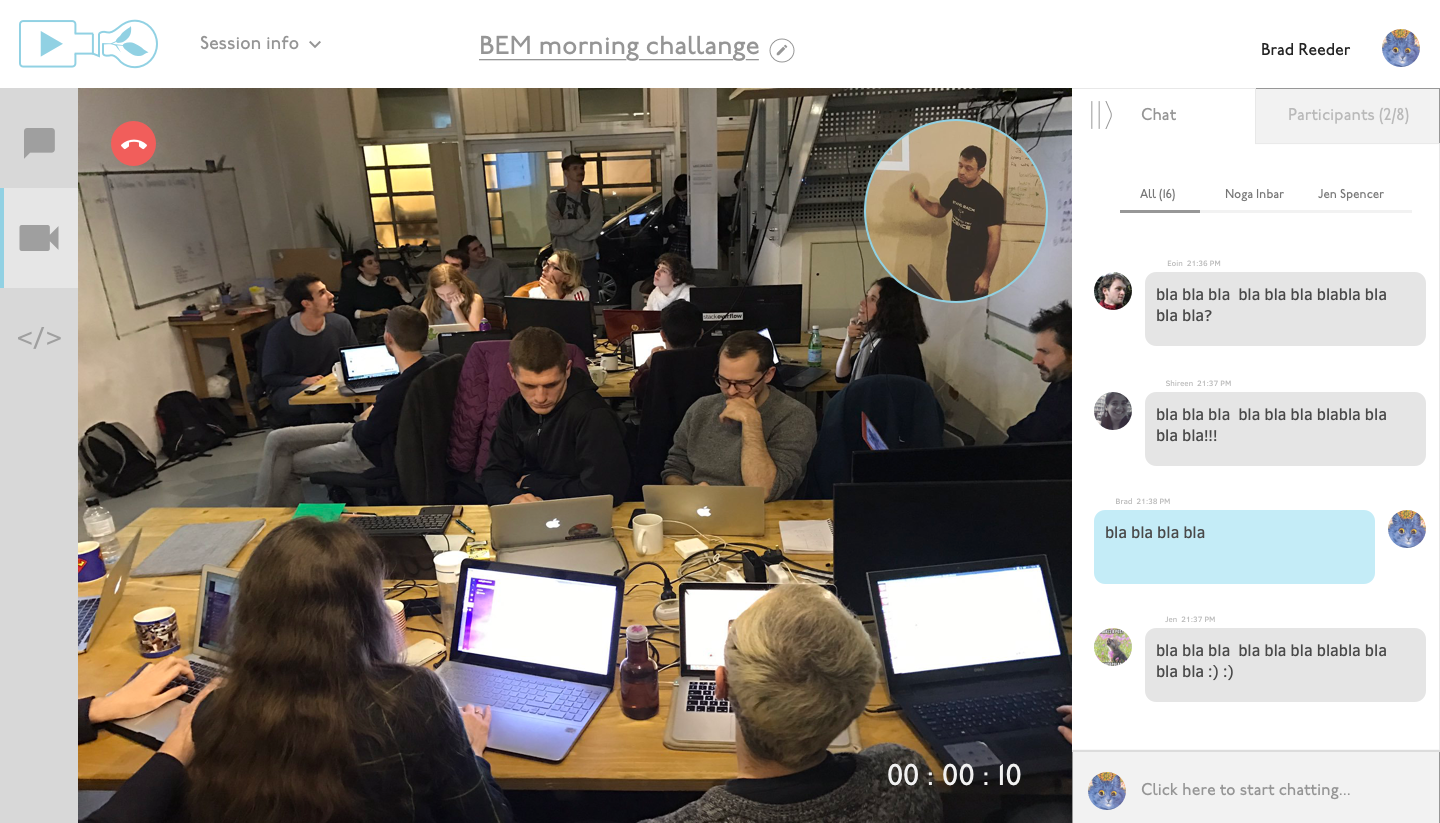 Session info
BEM morning challange
Brad Reeder
Chat
Participants (2/8)
All (16)
Noga Inbar
Jen Spencer
Eoin 21:36 PM
bla bla bla bla bla bla blabla bla
bla bla?
Shireen 21:37 PM
bla bla bla bla bla bla blabla bla
bla bla!!!
Brad 21:38 PM
bla bla bla bla
Jen 21:37 PM
bla bla bla bla bla bla blabla bla
bla bla :) :)
Click here to start chatting...
</>
stackoverflow
00 : 00 : 10